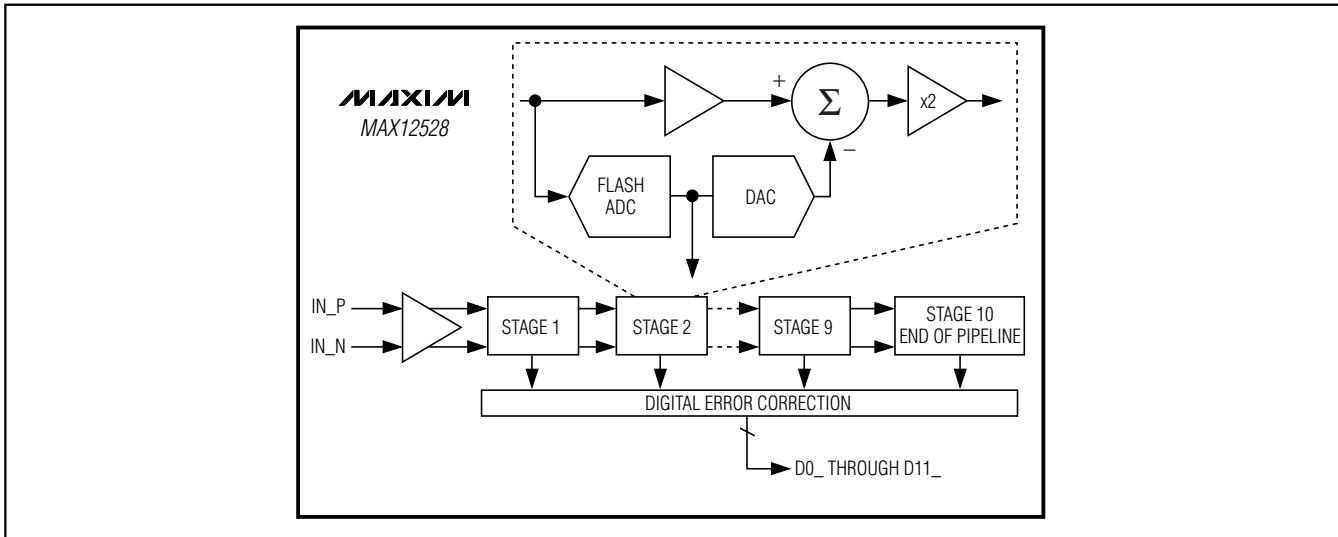 MAXIM
MAX12528
+
Σ
x2
−
FLASH
ADC
DAC
IN_P
IN_N
STAGE 1
STAGE 2
STAGE 9
STAGE 10
END OF PIPELINE
DIGITAL ERROR CORRECTION
D0_ THROUGH D11_